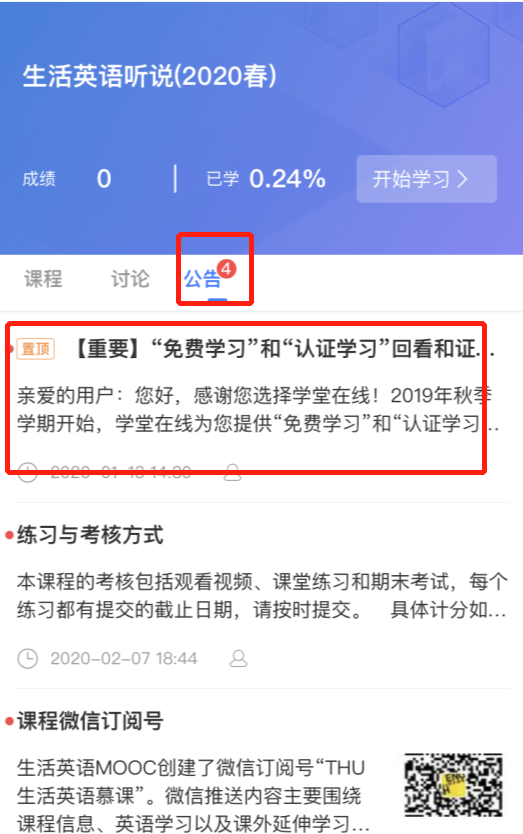 生活英语听说(2020春)
成绩 0 已学 0.24% 开始学习
课程 讨论 公告 4
置顶 【重要】“免费学习”和“认证学习”回看和证...
亲爱的用户：您好，感谢您选择学堂在线！2019年秋季
学期开始，学堂在线为您提供“免费学习”和“认证学习...
练习与考核方式
本课程的考核包括观看视频、课堂练习和期末考试，每个
练习都有提交的截止日期，请按时提交。 具体计分如...
2020-02-07 18:44
课程微信订阅号
生活英语MOOC创建了微信订阅号“THU
生活英语慕课”。微信推送内容主要围绕
课程信息、英语学习以及课外延伸学习...